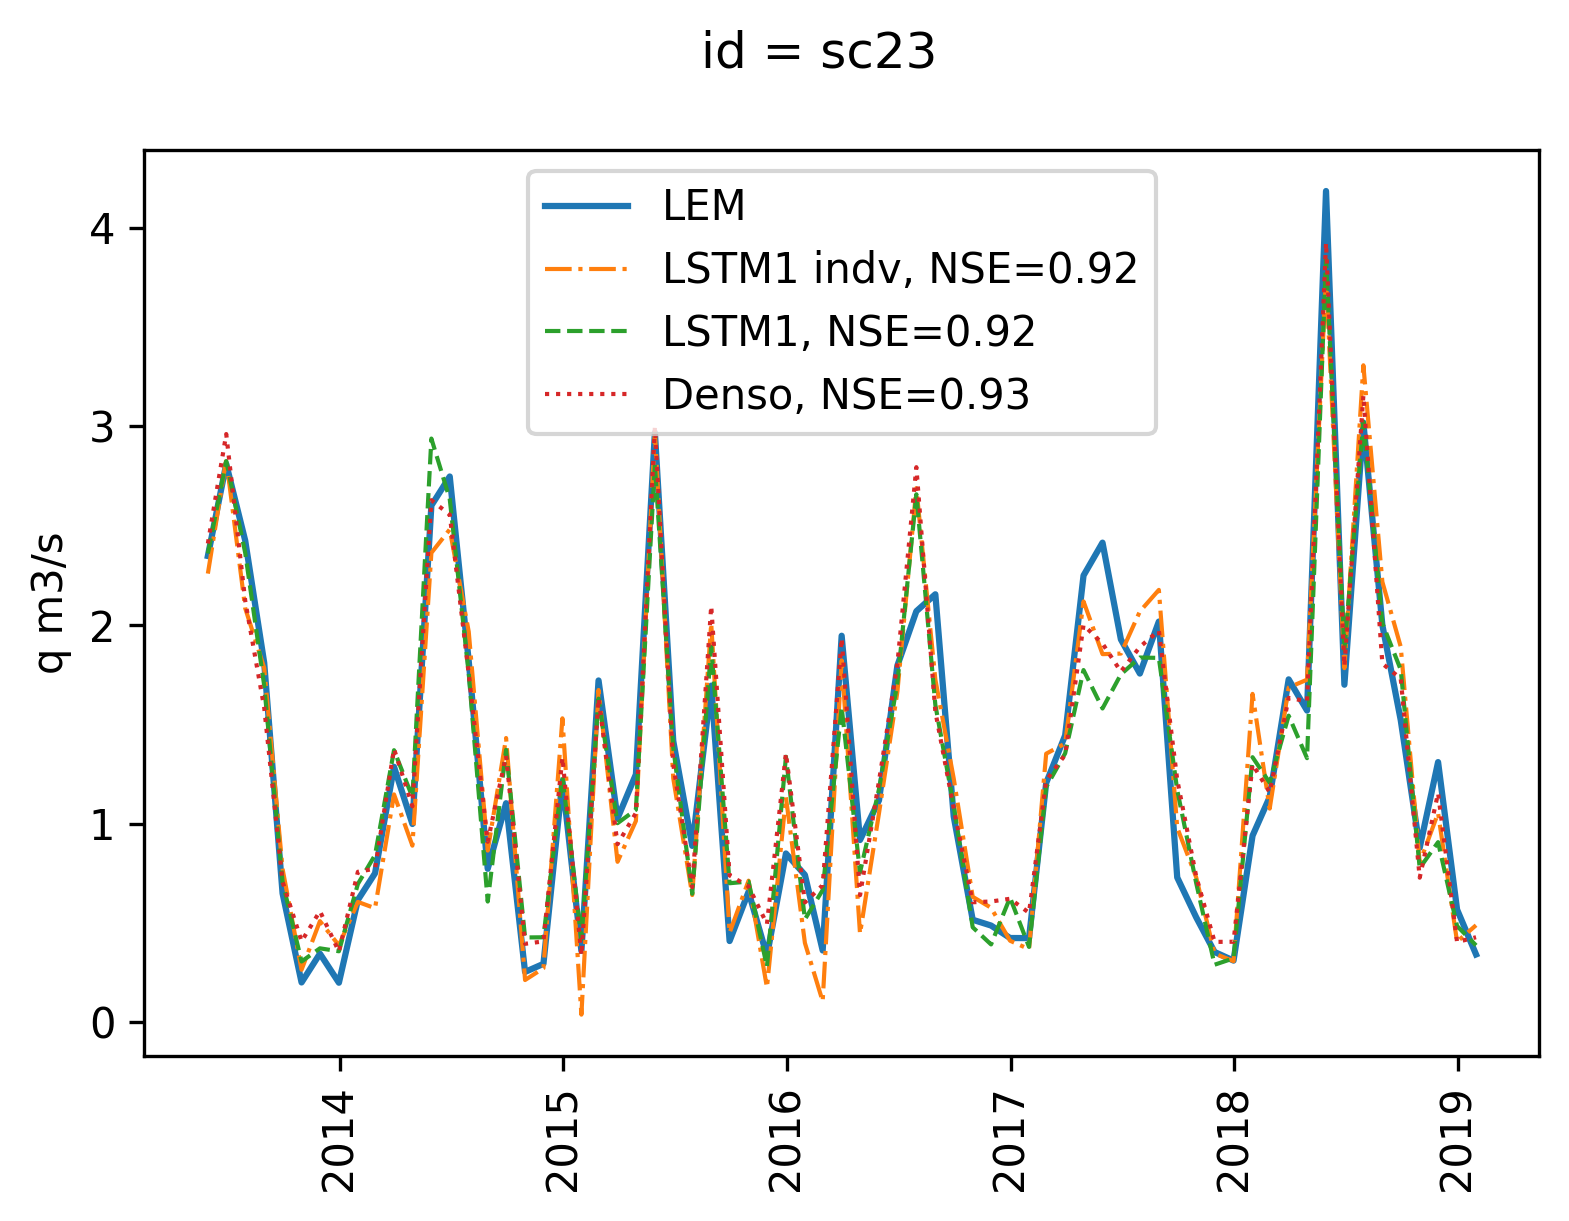 id = sc23
LEM
LSTM1 indv, NSE=0.92
LSTM1, NSE=0.92
Denso, NSE=0.93
q m3/s
4
3
2
1
0
2014
2015
2016
2017
2018
2019